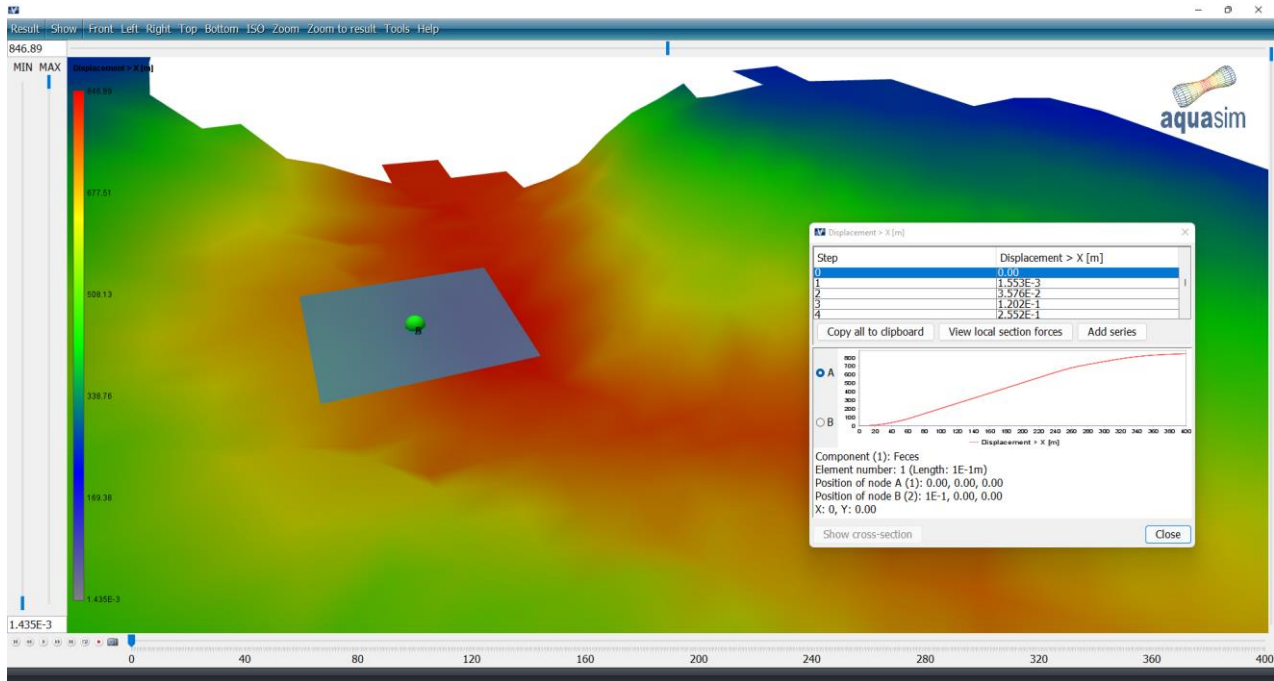 Result Show Front Left Right Top Bottom ISO Zoom Zoom to result Tools Help
846.89
MIN MAX
Displacement > X [m]
846.89
677.51
508.13
338.76
169.38
1.435E-3
1.435E-3
aquasim
Displacement > X [m]
Step Displacement > X [m]
0 0.00
1 1.553E-3
2 3.576E-2
3 1.202E-1
4 2.552E-1
Copy all to clipboard View local section forces Add series
A
B
800
700
600
500
400
300
200
100
0
0 20 40 60 80 100 120 140 160 180 200 220 240 260 280 300 320 340 360 380 400
Displacement > X [m]
Component (1): Feces
Element number: 1 (Length: 1E-1m)
Position of node A (1): 0.00, 0.00, 0.00
Position of node B (2): 1E-1, 0.00, 0.00
X: 0, Y: 0.00
Show cross-section Close
0 40 80 120 160 200 240 280 320 360 400